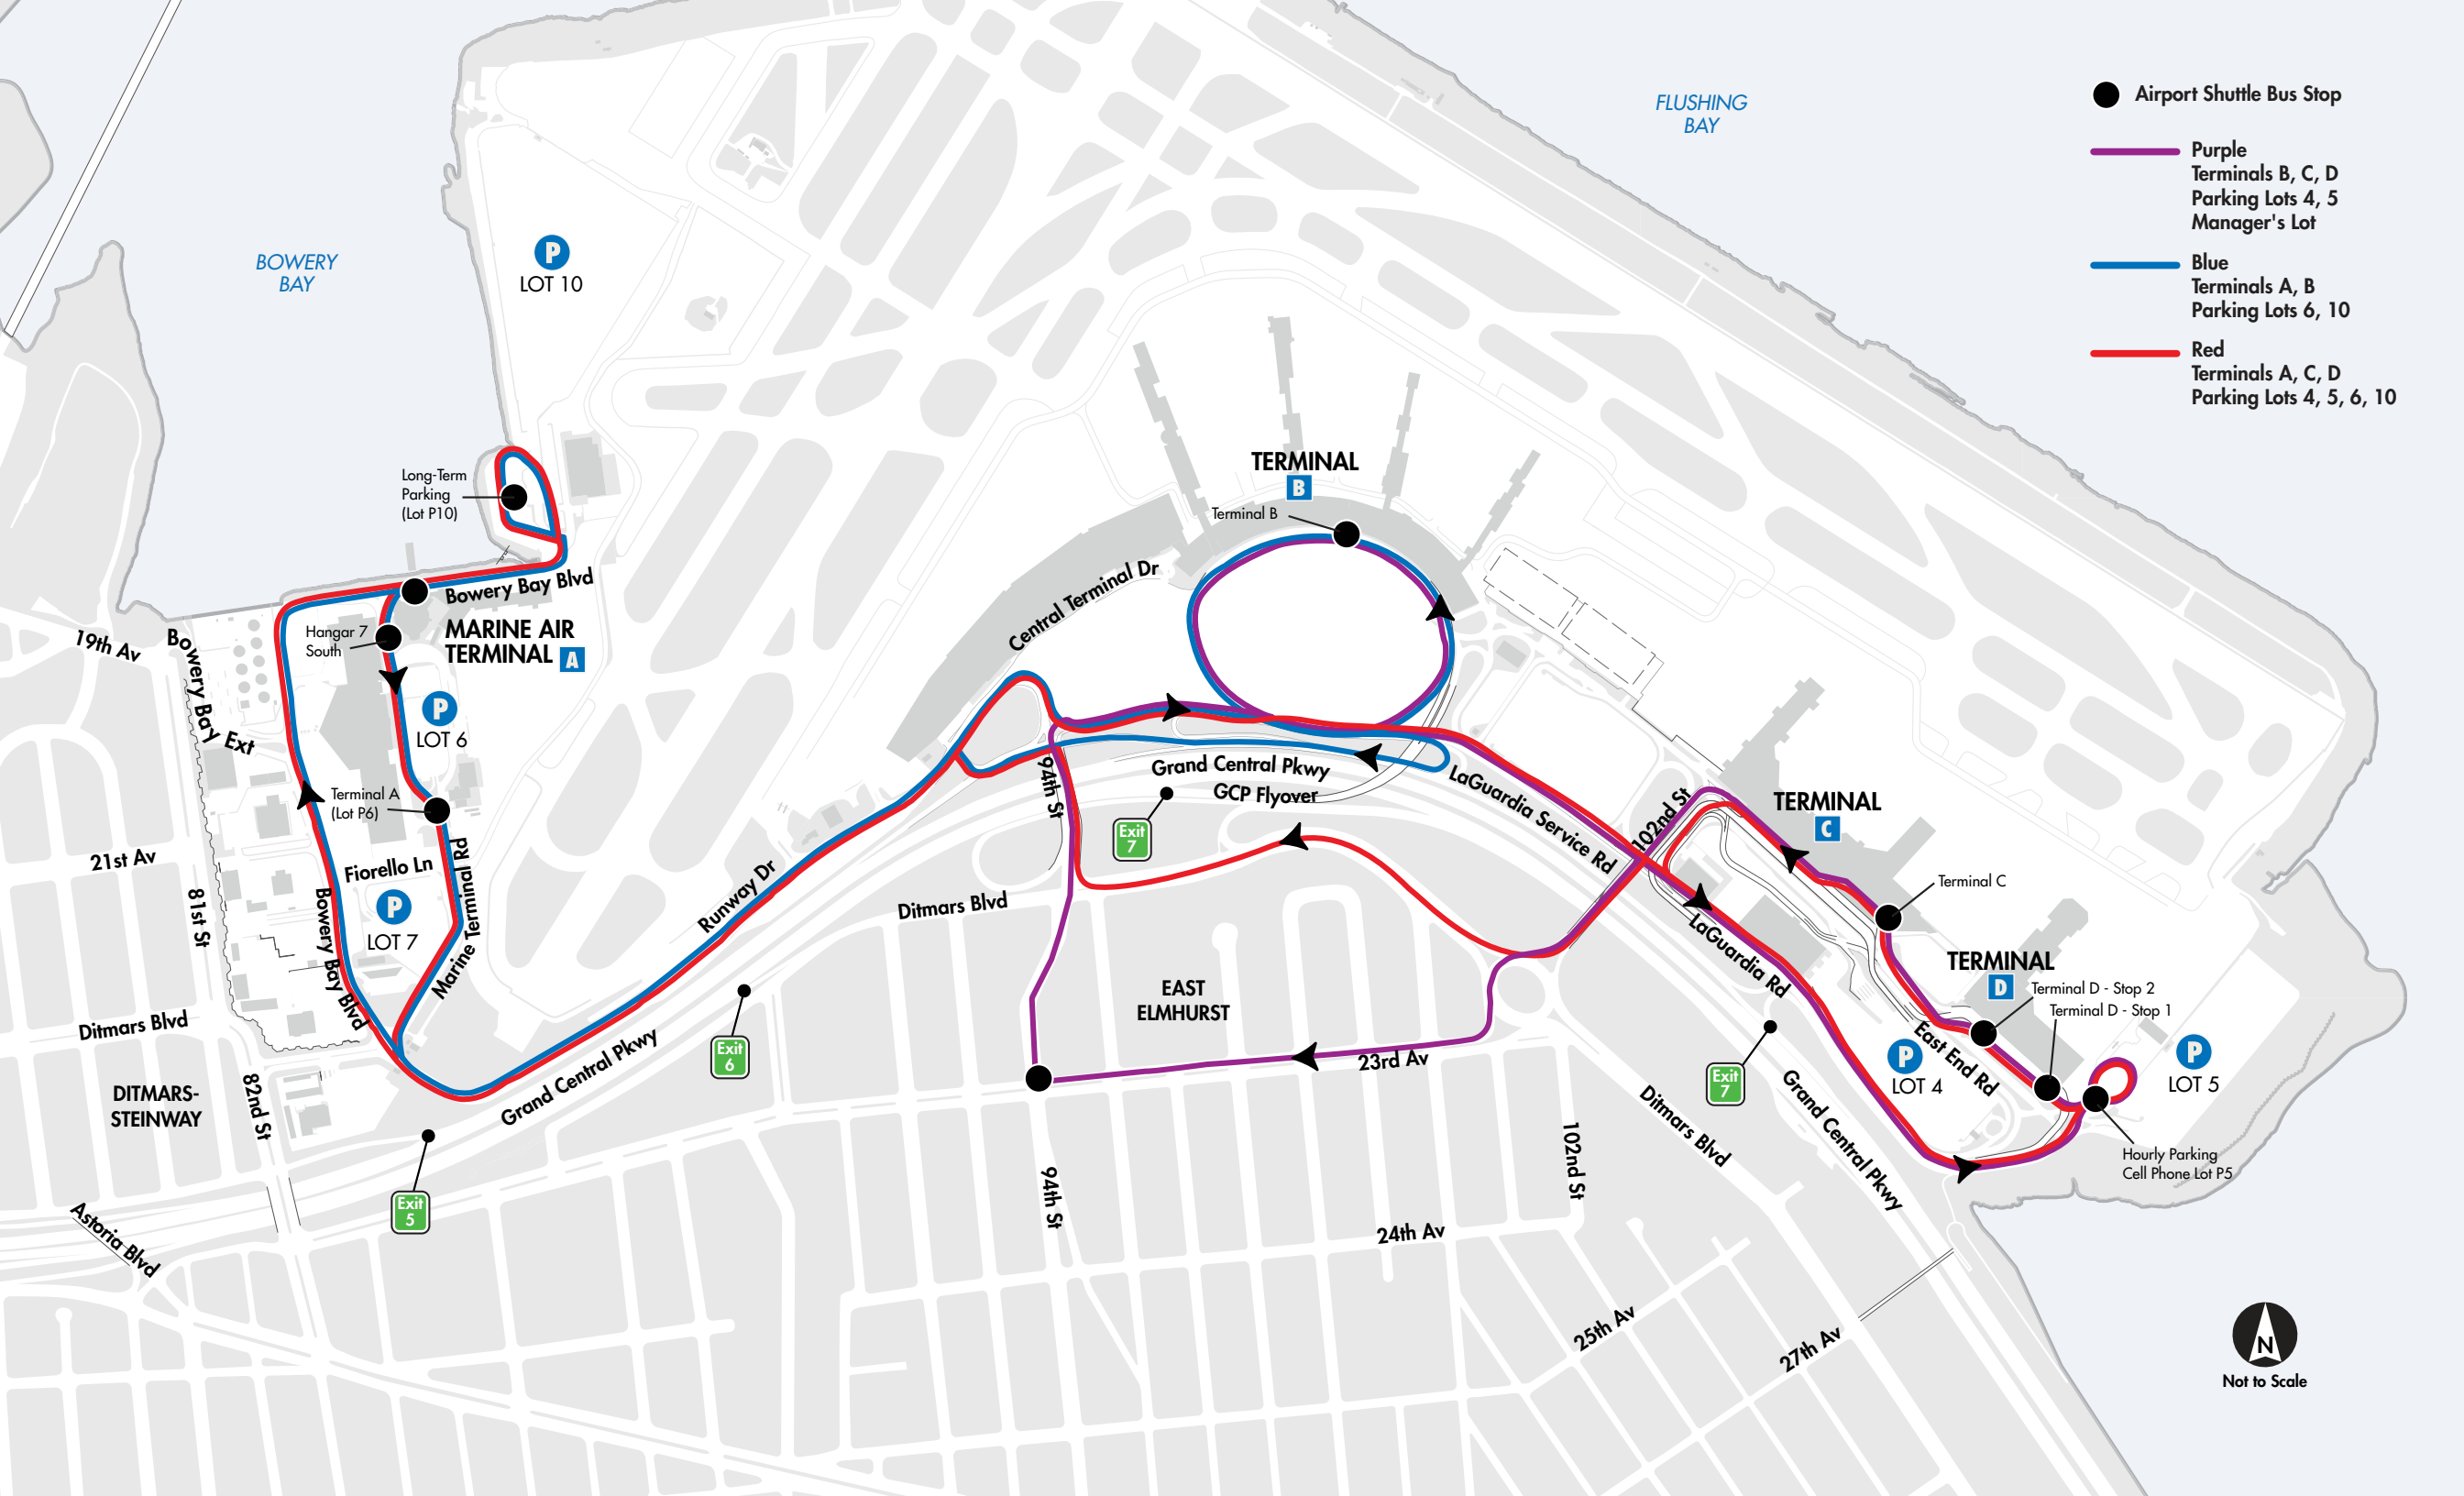 FLUSHING
BAY
Airport Shuttle Bus Stop
Purple
Terminals B, C, D
Parking Lots 4, 5
Manager's Lot
Blue
Terminals A, B
Parking Lots 6, 10
Red
Terminals A, C, D
Parking Lots 4, 5, 6, 10
BOWERY
BAY
P
LOT 10
Long-Term
Parking
(Lot P10)
TERMINAL
B
Terminal B
Central Terminal Dr
Bowery Bay Blvd
MARINE AIR
TERMINAL A
Hangar 7
South
19th Av
Bowery Bay Ext
P
LOT 6
Terminal A
(Lot P6)
Fiorello Ln
P
LOT 7
Marine Terminal Rd
Bowery Bay Blvd
21st Av
81st St
Ditmars Blvd
DITMARS-
STEINWAY
82nd St
Astoria Blvd
Exit
5
Grand Central Pkwy
Exit
6
Runway Dr
94th St
Grand Central Pkwy
GCP Flyover
Exit
7
LaGuardia Service Rd
102nd St
TERMINAL
C
Terminal C
LaGuardia Rd
TERMINAL
D
Terminal D - Stop 2
Terminal D - Stop 1
East End Rd
P
LOT 4
P
LOT 5
Hourly Parking
Cell Phone Lot P5
Ditmars Blvd
EAST
ELMHURST
23rd Av
Exit
7
Ditmars Blvd
Grand Central Pkwy
94th St
102nd St
24th Av
25th Av
27th Av
N
Not to Scale